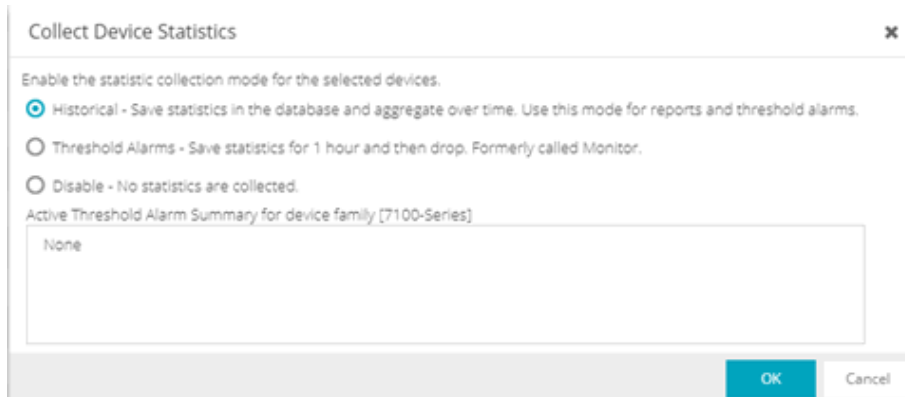 Collect Device Statistics
Enable the statistic collection mode for the selected devices.
Historical - Save statistics in the database and aggregate over time. Use this mode for reports and threshold alarms.
Threshold Alarms - Save statistics for 1 hour and then drop. Formerly called Monitor.
Disable - No statistics are collected.
Active Threshold Alarm Summary for device family [7100-Series]
None
OK Cancel